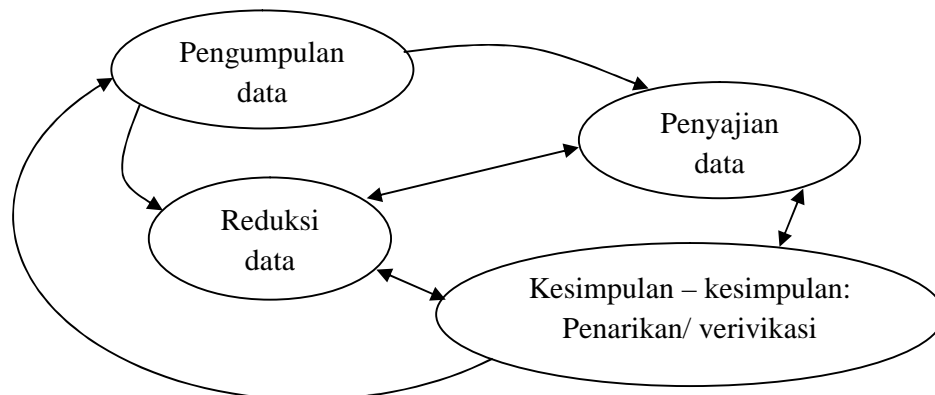 Pengumpulan
data
Penyajian
data
Reduksi
data
Kesimpulan – kesimpulan:
Penarikan/ verivikasi